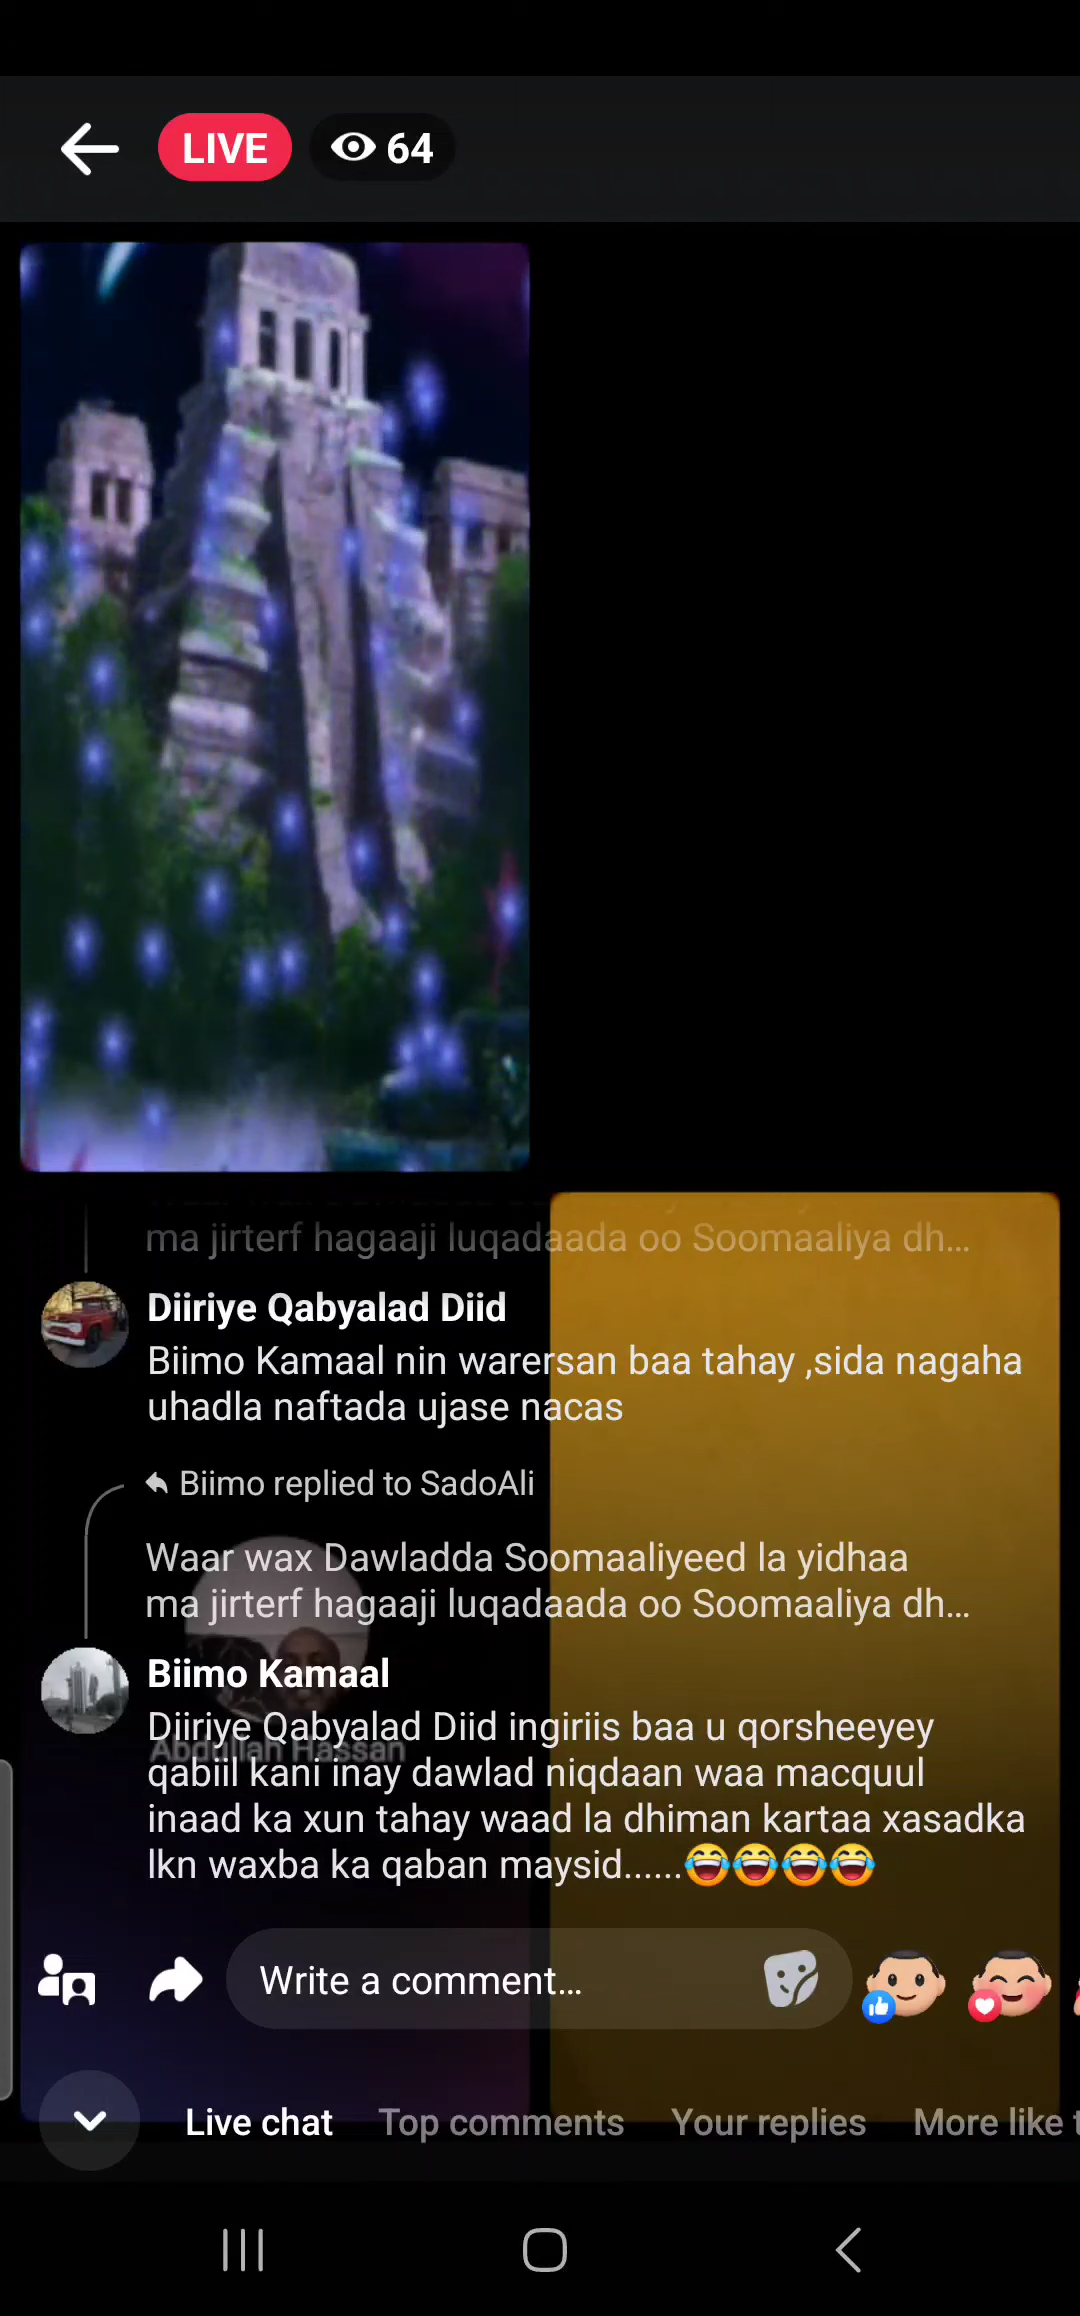 LIVE 64
ma jirterf hagaaji luqadaada oo Soomaaliya dh...
Diiriye Qabyalad Diid
Biimo Kamaal nin warersan baa tahay ,sida nagaha
uhadla naftada ujase nacas
Biimo replied to SadoAli
Waar wax Dawladda Soomaaliyeed la yidhaa
ma jirterf hagaaji luqadaada oo Soomaaliya dh...
Biimo Kamaal
Diiriye Qabyalad Diid ingiriis baa u qorsheeyey
Abdullah Hassan
qabiil kani inay dawlad niqdaan waa macquul
inaad ka xun tahay waad la dhiman kartaa xasadka
lkn waxba ka qaban maysid......😂😂😂😂
Write a comment...
Live chat Top comments Your replies More like t